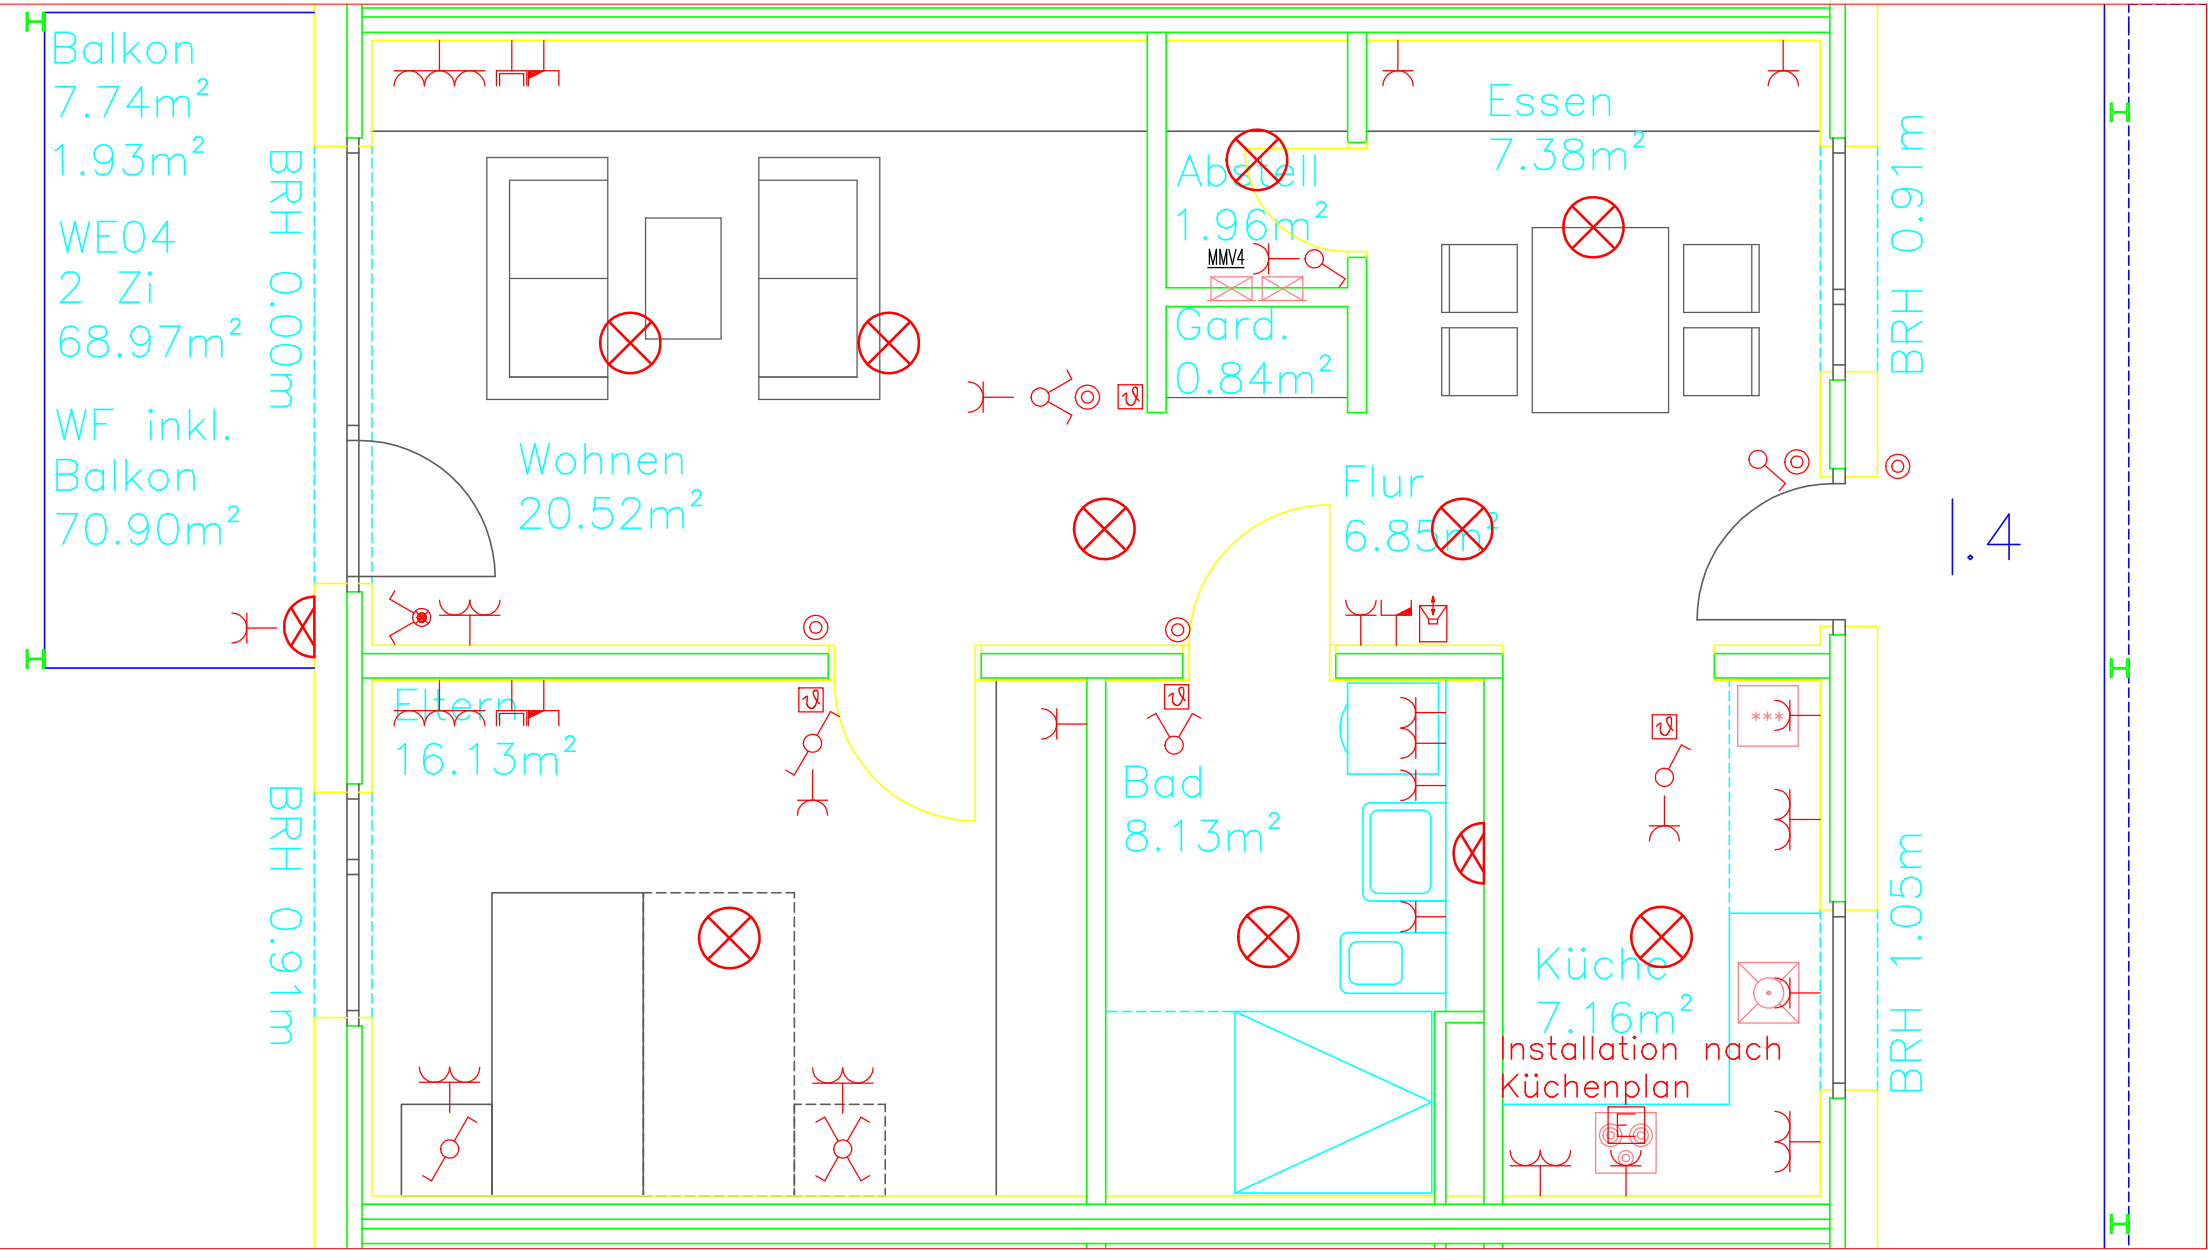 Balkon
7.74m²
1.93m²
WE04
2 Zi
68.97m²
WF inkl.
Balkon
70.90m²
BRH 0.00m
BRH 0.91m
Wohnen
20.52m²
Abstell
1.96m²
MMV4
Gard.
0.84m²
Essen
7.38m²
BRH 0.91m
Flur
6.85m²
I.4
Eltern
16.13m²
Bad
8.13m²
Küche
7.16m²
Installation nach
Küchenplan
E
***
BRH 1.05m